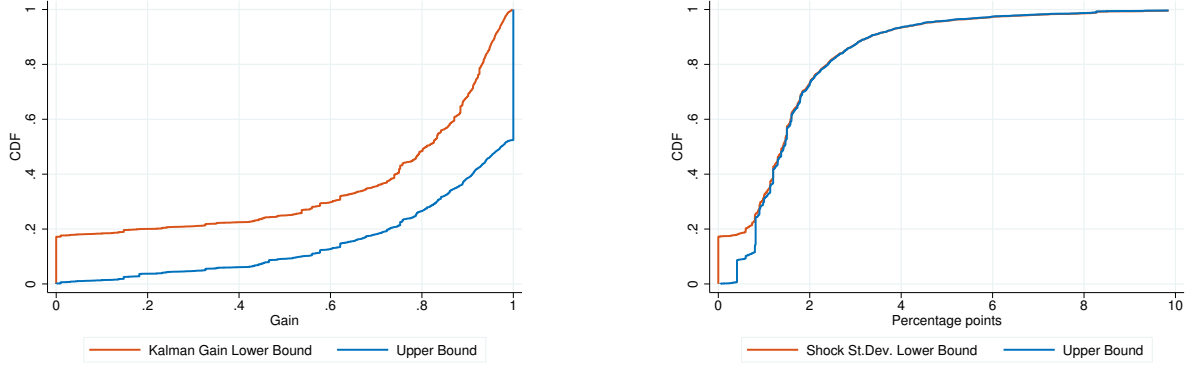 CDF
1
.8
.6
.4
.2
0
0 .2 .4 .6 .8 1
Gain
Kalman Gain Lower Bound Upper Bound
CDF
1
.8
.6
.4
.2
0
0 2 4 6 8 10
Percentage points
Shock St.Dev. Lower Bound Upper Bound